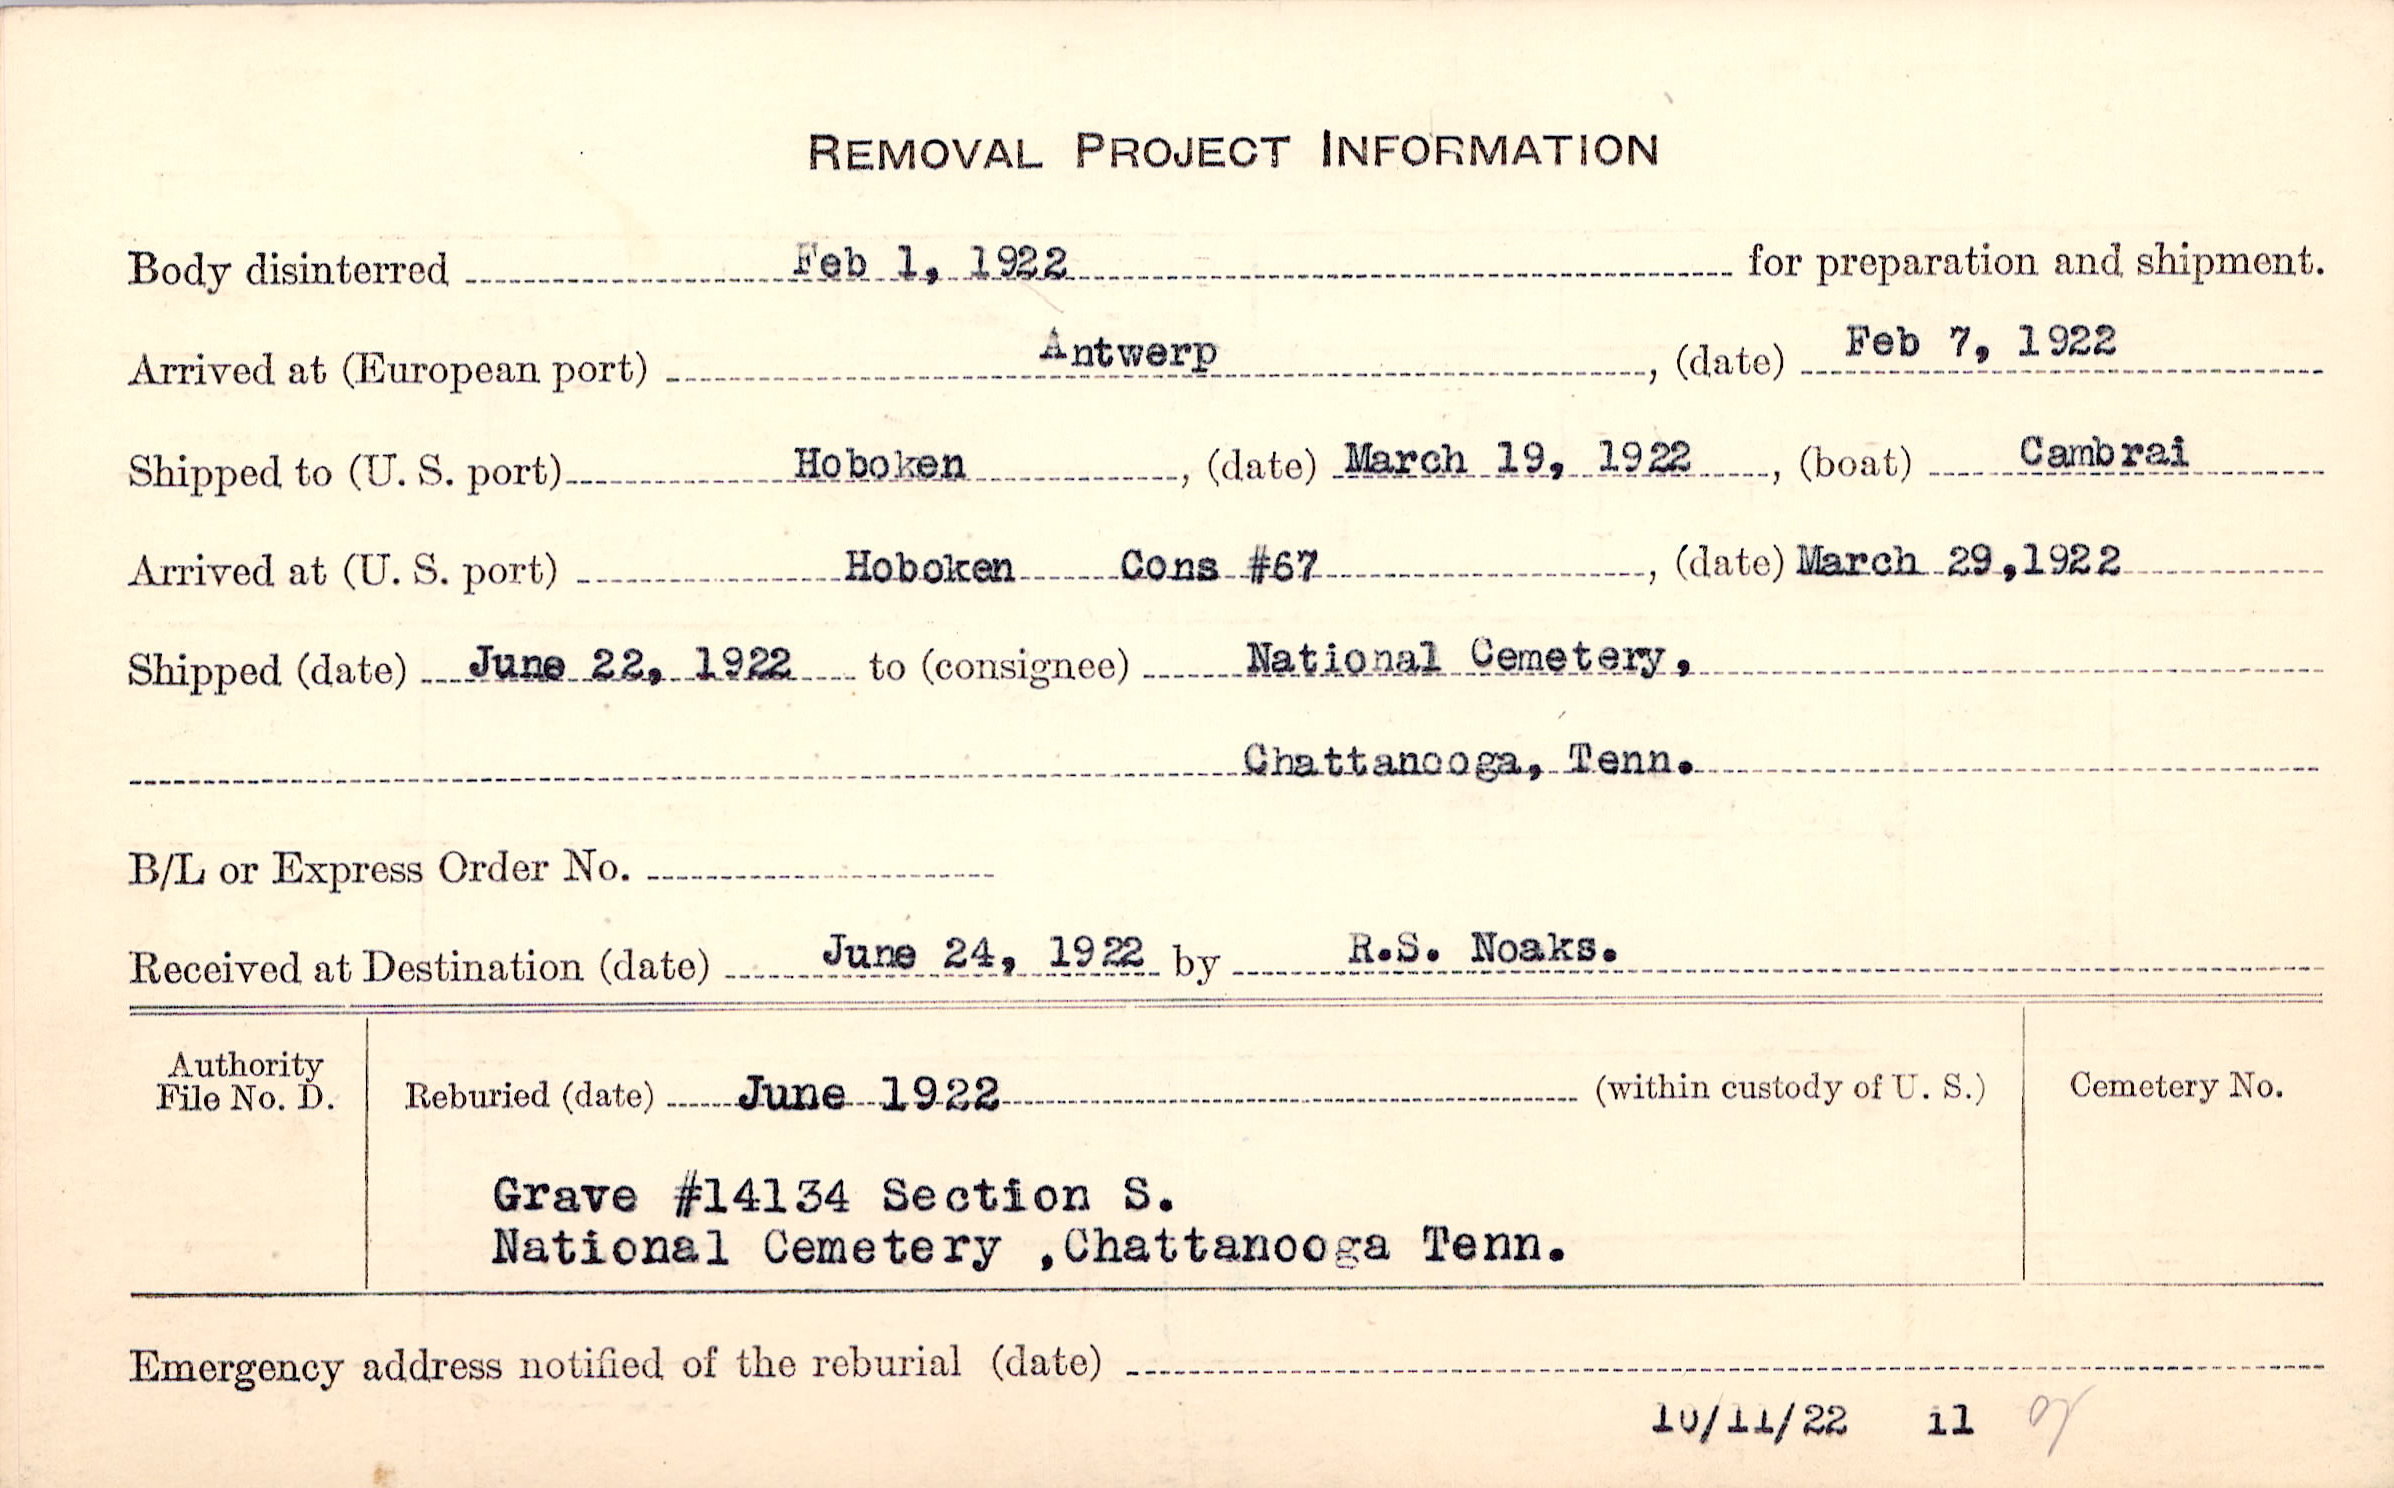 REMOVAL PROJECT INFORMATION
Body disinterred Feb 1, 1922 for preparation and shipment.
Arrived at (European port) Antwerp, (date) Feb 7, 1922
Shipped to (U. S. port) Hoboken, (date) March 19, 1922, (boat) Cambrai
Arrived at (U. S. port) Hoboken Cons #67, (date) March 29,1922
Shipped (date) June 22, 1922 to (consignee) National Cemetery,
Chattanooga, Tenn.
B/L or Express Order No.
Received at Destination (date) June 24, 1922 by R.S. Noaks.
Authority
File No. D.
Reburied (date) June 1922 (within custody of U. S.)
Cemetery No.
Grave #14134 Section S.
National Cemetery ,Chattanooga Tenn.
Emergency address notified of the reburial (date)
10/11/22 il